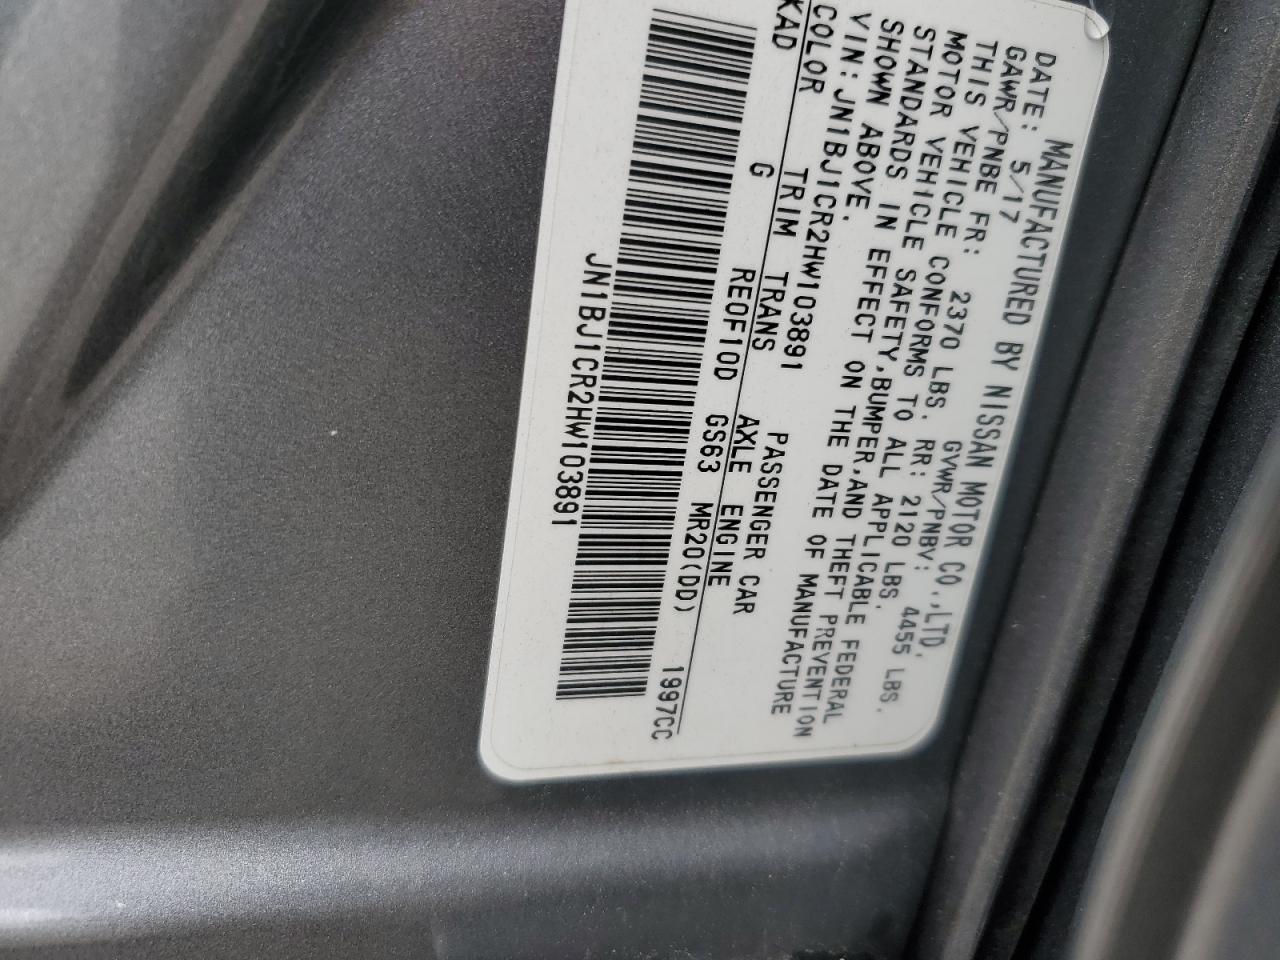 MANUFACTURED BY NISSAN MOTOR CO.,LTD.
DATE: 5/17 GVWR/PNBV: 4455 LBS.
GAWR/PNBE FR: 2370 LBS. RR: 2120 LBS.
THIS VEHICLE CONFORMS TO ALL APPLICABLE FEDERAL
MOTOR VEHICLE SAFETY,BUMPER,AND THEFT PREVENTION
STANDARDS IN EFFECT ON THE DATE OF MANUFACTURE
SHOWN ABOVE.
VIN: JN1BJ1CR2HW103891 PASSENGER CAR
COLOR TRIM TRANS AXLE ENGINE
KAD G RE0F10D GS63 MR20(DD) 1997CC
JN1BJ1CR2HW103891